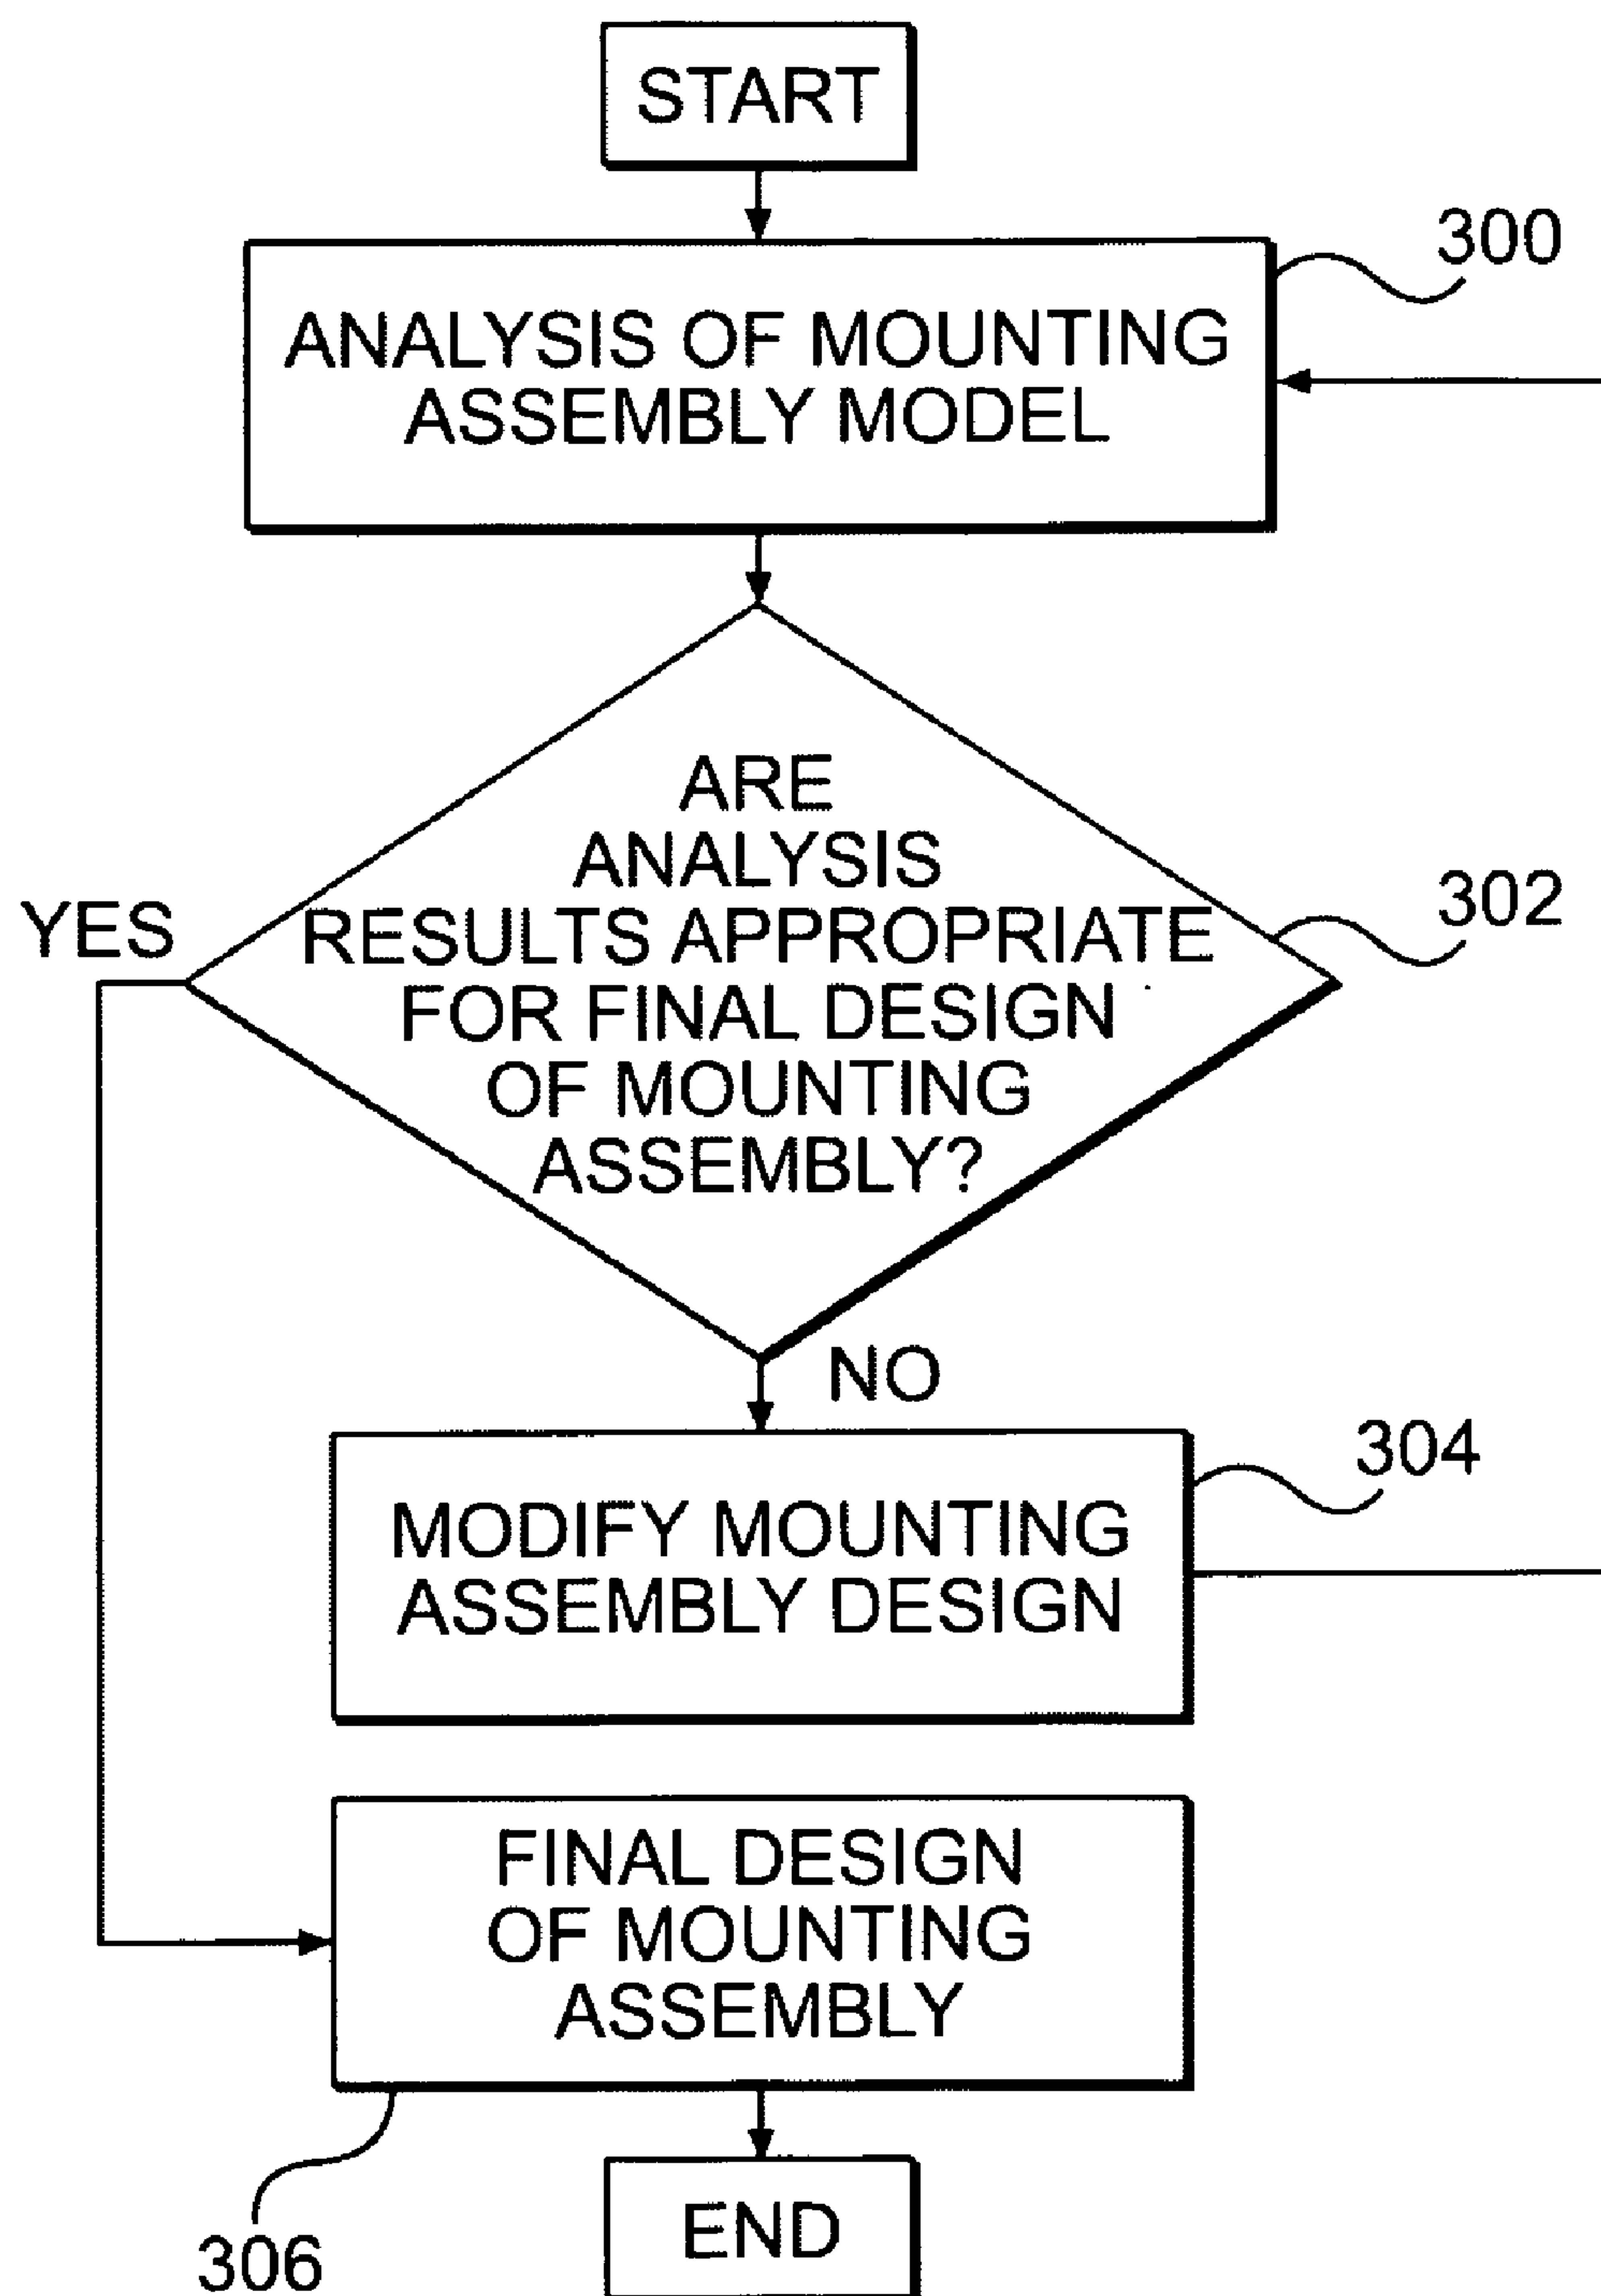 START
300
ANALYSIS OF MOUNTING
ASSEMBLY MODEL
ARE
ANALYSIS
RESULTS APPROPRIATE
FOR FINAL DESIGN
OF MOUNTING
ASSEMBLY?
YES
302
NO
304
MODIFY MOUNTING
ASSEMBLY DESIGN
FINAL DESIGN
OF MOUNTING
ASSEMBLY
306
END